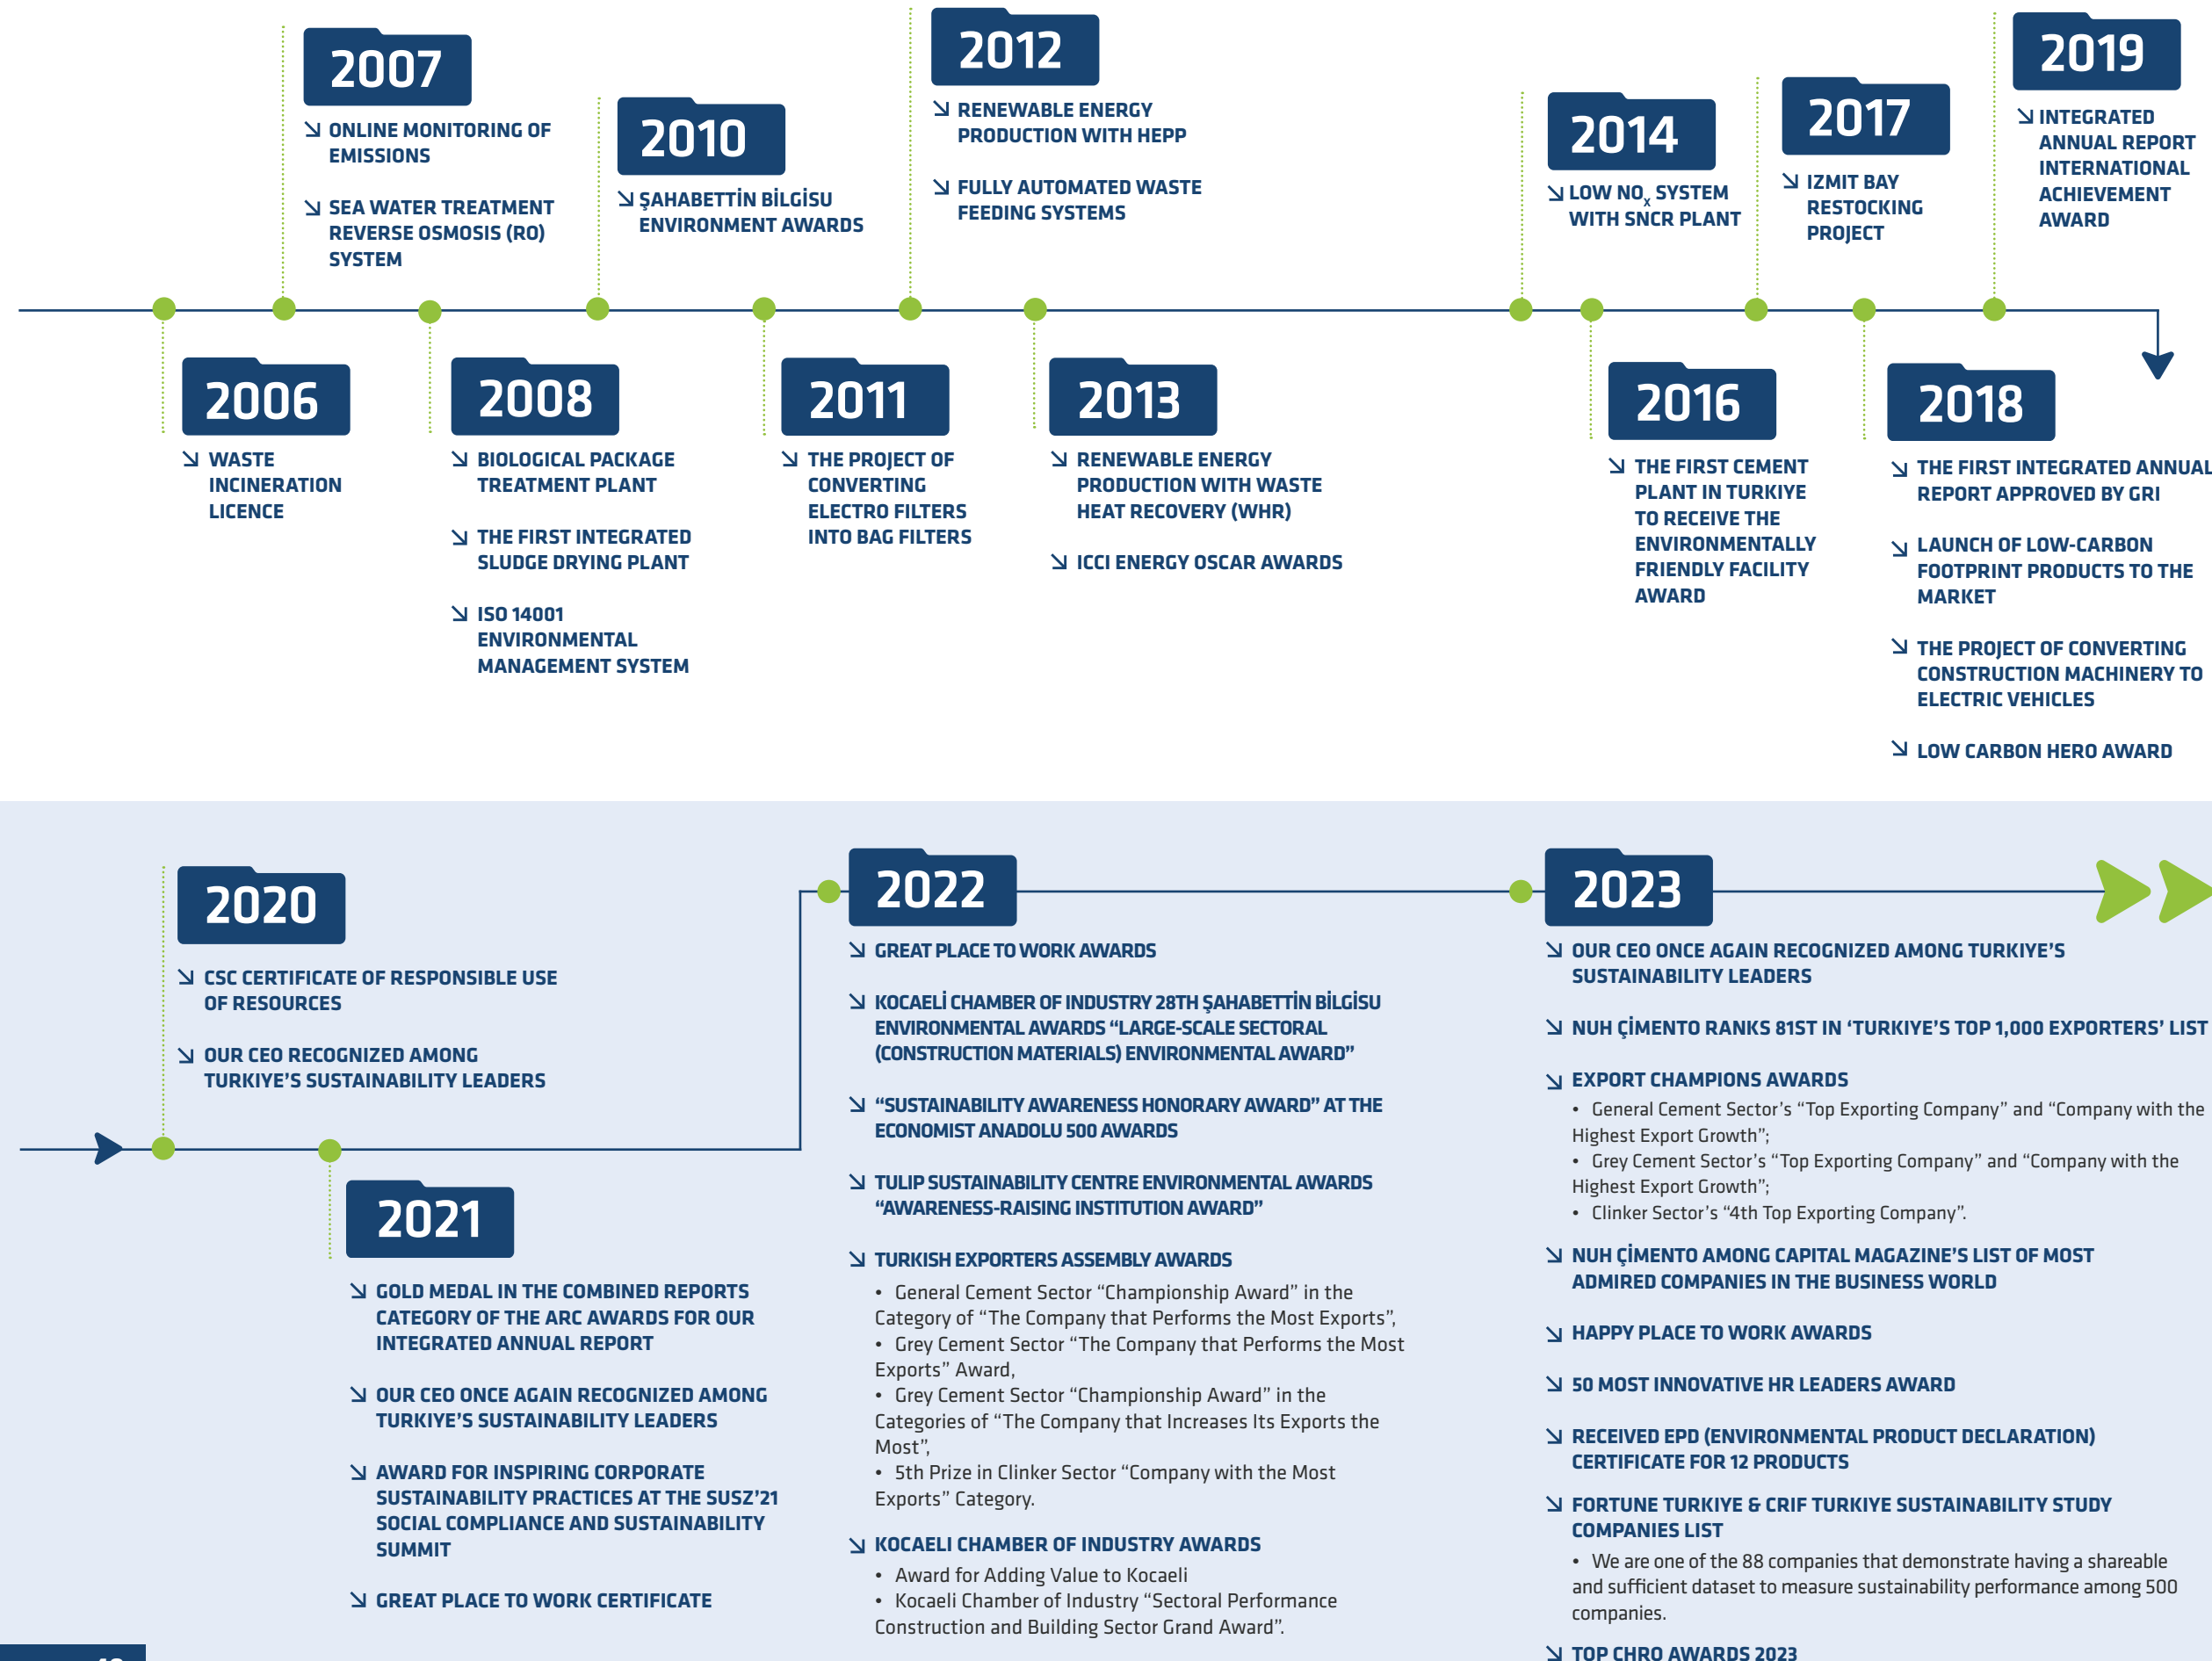 2007
ONLINE MONITORING OF
EMISSIONS
SEA WATER TREATMENT
REVERSE OSMOSIS (RO)
SYSTEM
2010
ŞAHABETTİN BİLGİSU
ENVIRONMENT AWARDS
2012
RENEWABLE ENERGY
PRODUCTION WITH HEPP
FULLY AUTOMATED WASTE
FEEDING SYSTEMS
2014
LOW NOx SYSTEM
WITH SNCR PLANT
2017
IZMIT BAY
RESTOCKING
PROJECT
2019
INTEGRATED
ANNUAL REPORT
INTERNATIONAL
ACHIEVEMENT
AWARD
2006
WASTE
INCINERATION
LICENCE
2008
BIOLOGICAL PACKAGE
TREATMENT PLANT
THE FIRST INTEGRATED
SLUDGE DRYING PLANT
ISO 14001
ENVIRONMENTAL
MANAGEMENT SYSTEM
2011
THE PROJECT OF
CONVERTING
ELECTRO FILTERS
INTO BAG FILTERS
2013
RENEWABLE ENERGY
PRODUCTION WITH WASTE
HEAT RECOVERY (WHR)
ICCI ENERGY OSCAR AWARDS
2016
THE FIRST CEMENT
PLANT IN TURKIYE
TO RECEIVE THE
ENVIRONMENTALLY
FRIENDLY FACILITY
AWARD
2018
THE FIRST INTEGRATED ANNUAL
REPORT APPROVED BY GRI
LAUNCH OF LOW-CARBON
FOOTPRINT PRODUCTS TO THE
MARKET
THE PROJECT OF CONVERTING
CONSTRUCTION MACHINERY TO
ELECTRIC VEHICLES
LOW CARBON HERO AWARD
2020
CSC CERTIFICATE OF RESPONSIBLE USE
OF RESOURCES
OUR CEO RECOGNIZED AMONG
TURKIYE'S SUSTAINABILITY LEADERS
2021
GOLD MEDAL IN THE COMBINED REPORTS
CATEGORY OF THE ARC AWARDS FOR OUR
INTEGRATED ANNUAL REPORT
OUR CEO ONCE AGAIN RECOGNIZED AMONG
TURKIYE'S SUSTAINABILITY LEADERS
AWARD FOR INSPIRING CORPORATE
SUSTAINABILITY PRACTICES AT THE SUSZ'21
SOCIAL COMPLIANCE AND SUSTAINABILITY
SUMMIT
GREAT PLACE TO WORK CERTIFICATE
2022
GREAT PLACE TO WORK AWARDS
KOCAELİ CHAMBER OF INDUSTRY 28TH ŞAHABETTİN BİLGİSU
ENVIRONMENTAL AWARDS “LARGE-SCALE SECTORAL
(CONSTRUCTION MATERIALS) ENVIRONMENTAL AWARD”
“SUSTAINABILITY AWARENESS HONORARY AWARD” AT THE
ECONOMIST ANADOLU 500 AWARDS
TULIP SUSTAINABILITY CENTRE ENVIRONMENTAL AWARDS
“AWARENESS-RAISING INSTITUTION AWARD”
TURKISH EXPORTERS ASSEMBLY AWARDS
• General Cement Sector “Championship Award” in the
Category of “The Company that Performs the Most Exports”,
• Grey Cement Sector “The Company that Performs the Most
Exports” Award,
• Grey Cement Sector “Championship Award” in the
Categories of “The Company that Increases Its Exports the
Most”,
• 5th Prize in Clinker Sector “Company with the Most
Exports” Category.
KOCAELI CHAMBER OF INDUSTRY AWARDS
• Award for Adding Value to Kocaeli
• Kocaeli Chamber of Industry “Sectoral Performance
Construction and Building Sector Grand Award”.
2023
OUR CEO ONCE AGAIN RECOGNIZED AMONG TURKIYE'S
SUSTAINABILITY LEADERS
NUH ÇİMENTO RANKS 81ST IN ‘TURKIYE'S TOP 1,000 EXPORTERS’ LIST
EXPORT CHAMPIONS AWARDS
• General Cement Sector's “Top Exporting Company” and “Company with the
Highest Export Growth”;
• Grey Cement Sector's “Top Exporting Company” and “Company with the
Highest Export Growth”;
• Clinker Sector's “4th Top Exporting Company”.
NUH ÇİMENTO AMONG CAPITAL MAGAZINE'S LIST OF MOST
ADMIRED COMPANIES IN THE BUSINESS WORLD
HAPPY PLACE TO WORK AWARDS
50 MOST INNOVATIVE HR LEADERS AWARD
RECEIVED EPD (ENVIRONMENTAL PRODUCT DECLARATION)
CERTIFICATE FOR 12 PRODUCTS
FORTUNE TURKIYE & CRIF TURKIYE SUSTAINABILITY STUDY
COMPANIES LIST
• We are one of the 88 companies that demonstrate having a shareable
and sufficient dataset to measure sustainability performance among 500
companies.
TOP CHRO AWARDS 2023